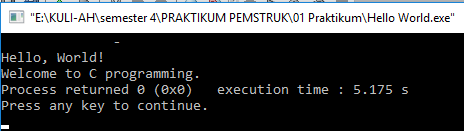 "E:\KULI-AH\semester 4\PRAKTIKUM PEMSTRUK\01 Praktikum\Hello World.exe"
Hello, World!
Welcome to C programming.
Process returned 0 (0x0)   execution time : 5.175 s
Press any key to continue.